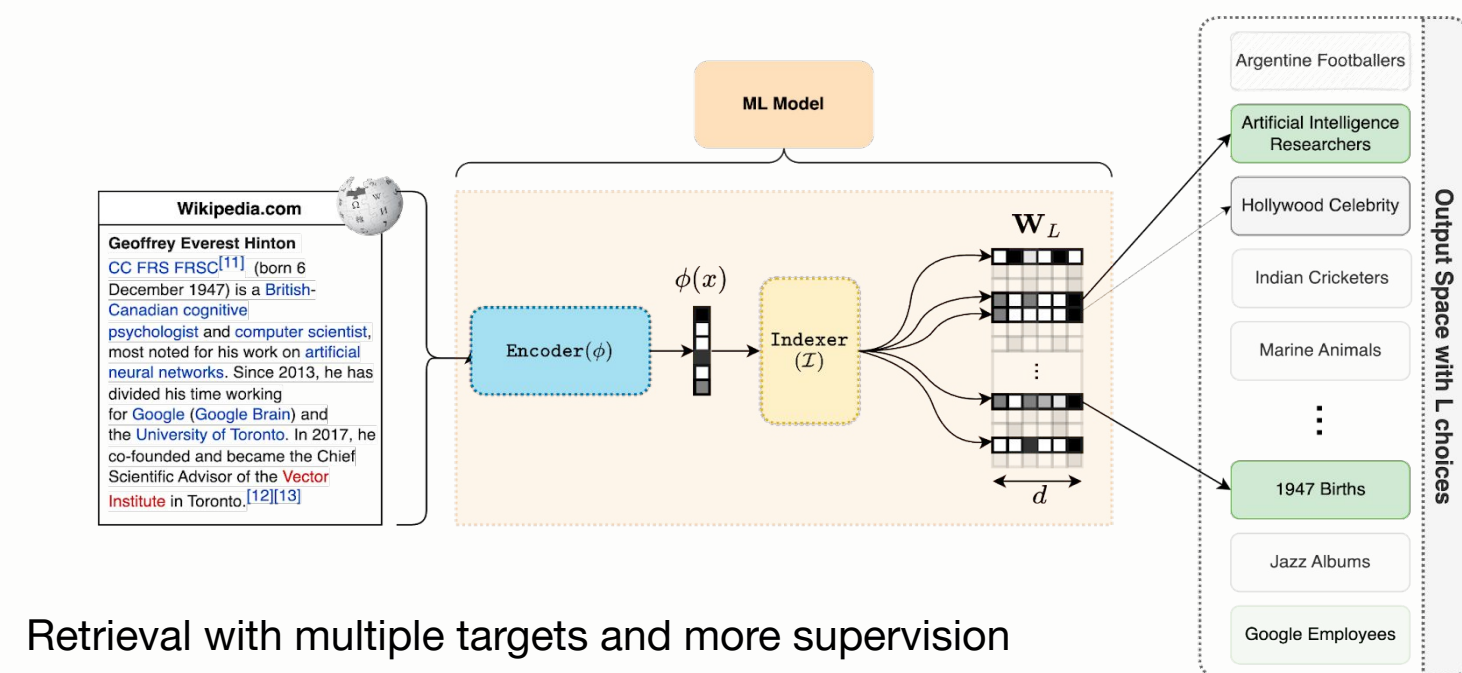 Wikipedia.com
Geoffrey Everest Hinton
CC FRS FRSC[11] (born 6
December 1947) is a British-
Canadian cognitive
psychologist and computer scientist,
most noted for his work on artificial
neural networks. Since 2013, he has
divided his time working
for Google (Google Brain) and
the University of Toronto. In 2017, he
co-founded and became the Chief
Scientific Advisor of the Vector
Institute in Toronto.[12][13]
ML Model
Encoder(ϕ)
ϕ(x)
Indexer
(ℐ)
W_L
⋮
d
Argentine Footballers
Artificial Intelligence
Researchers
Hollywood Celebrity
Indian Cricketers
Marine Animals
⋮
1947 Births
Jazz Albums
Google Employees
Output Space with L choices
Retrieval with multiple targets and more supervision